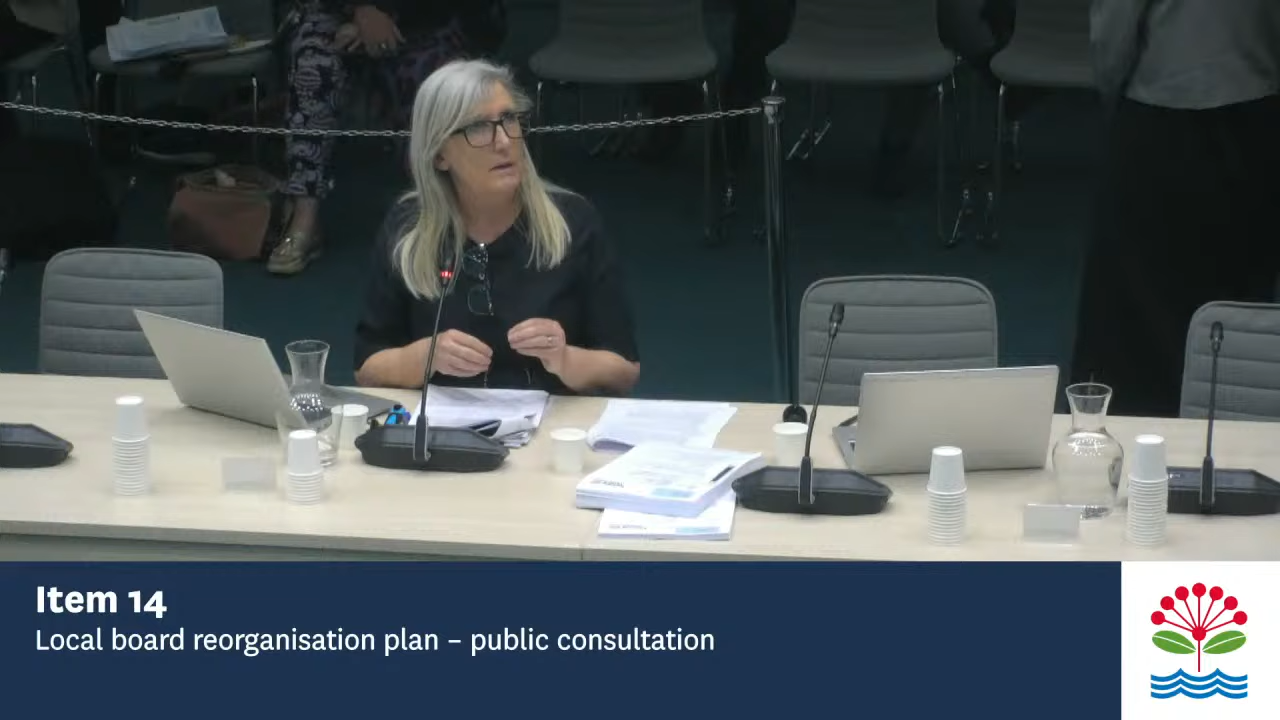 Item 14
Local board reorganisation plan – public consultation